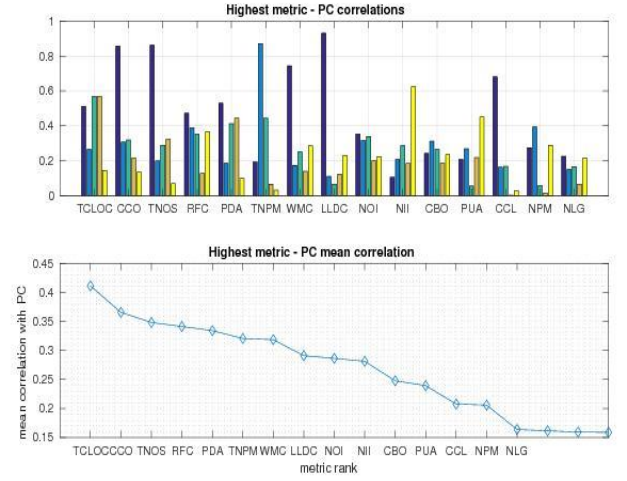 Highest metric - PC correlations
1
0.8
0.6
0.4
0.2
0
TCLOC CCO TNOS RFC PDA TNPM WMC LLDC NOI NII CBO PUA CCL NPM NLG
Highest metric - PC mean correlation
0.45
0.4
0.35
0.3
0.25
0.2
0.15
mean correlation with PC
TCLOCCCO TNOS RFC PDA TNPM WMC LLDC NOI NII CBO PUA CCL NPM NLG
metric rank